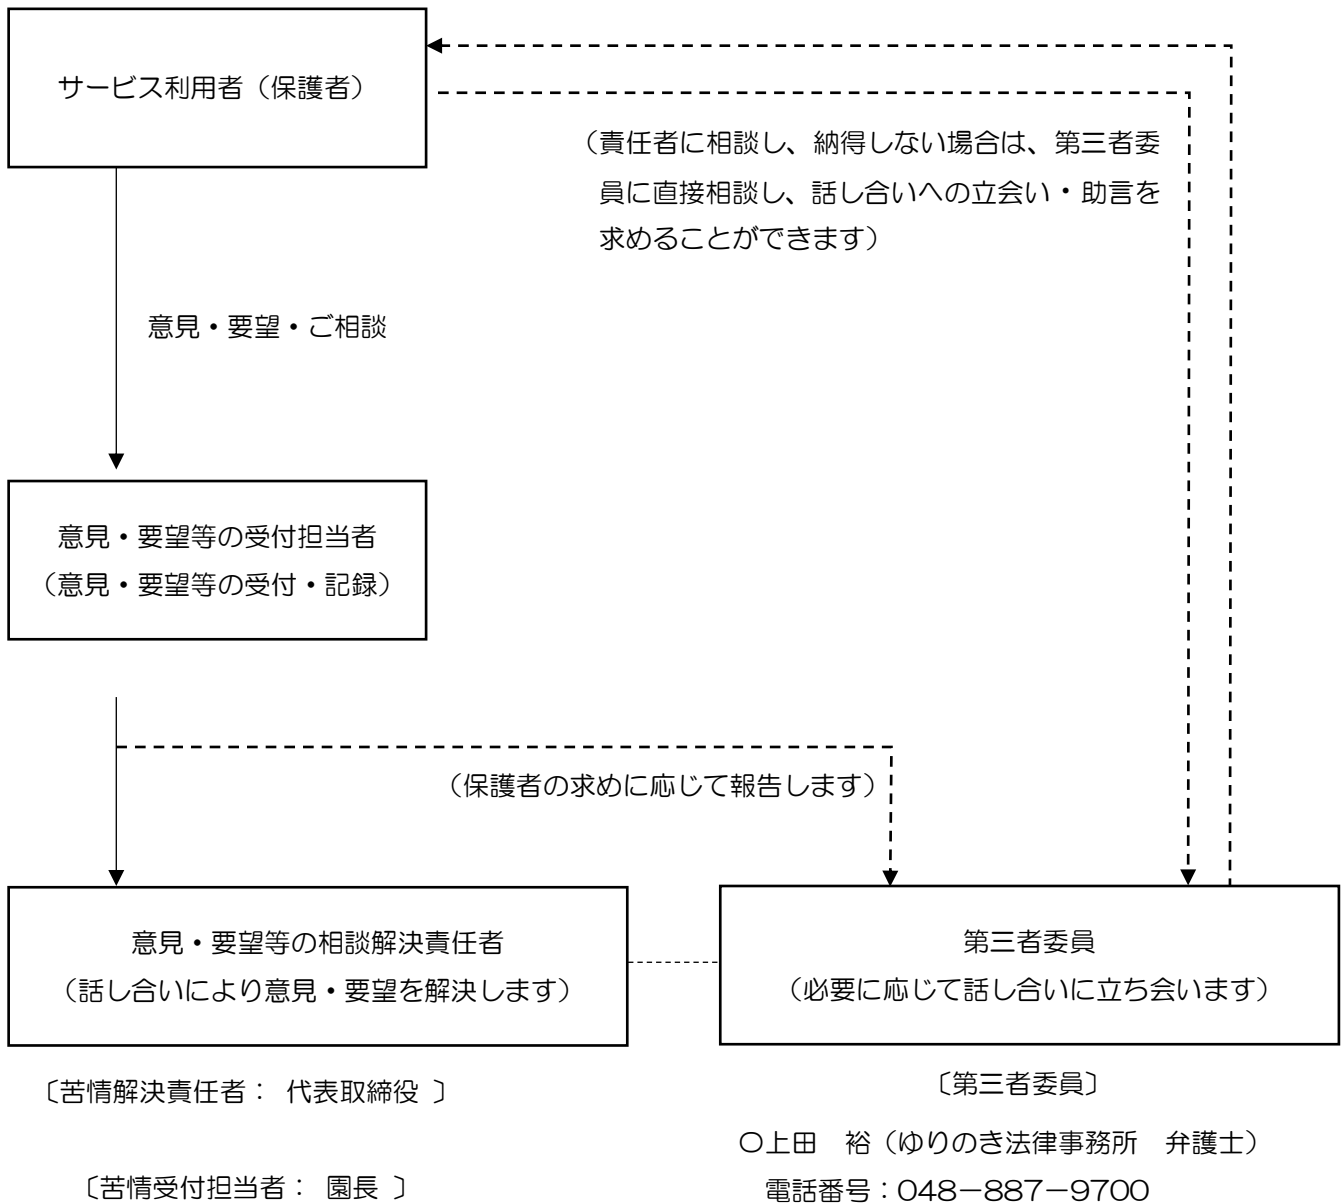 サービス利用者(保護者)
(責任者に相談し、納得しない場合は、第三者委
員に直接相談し、話し合いへの立会い・助言を
求めることができます)
意見・要望・ご相談
意見・要望等の受付担当者
(意見・要望等の受付・記録)
(保護者の求めに応じて報告します)
意見・要望等の相談解決責任者
(話し合いにより意見・要望を解決します)
第三者委員
(必要に応じて話し合いに立ち会います)
〔苦情解決責任者: 代表取締役 〕
〔苦情受付担当者: 園長 〕
〔第三者委員〕
〇上田 裕(ゆりのき法律事務所 弁護士)
電話番号:048-887-9700